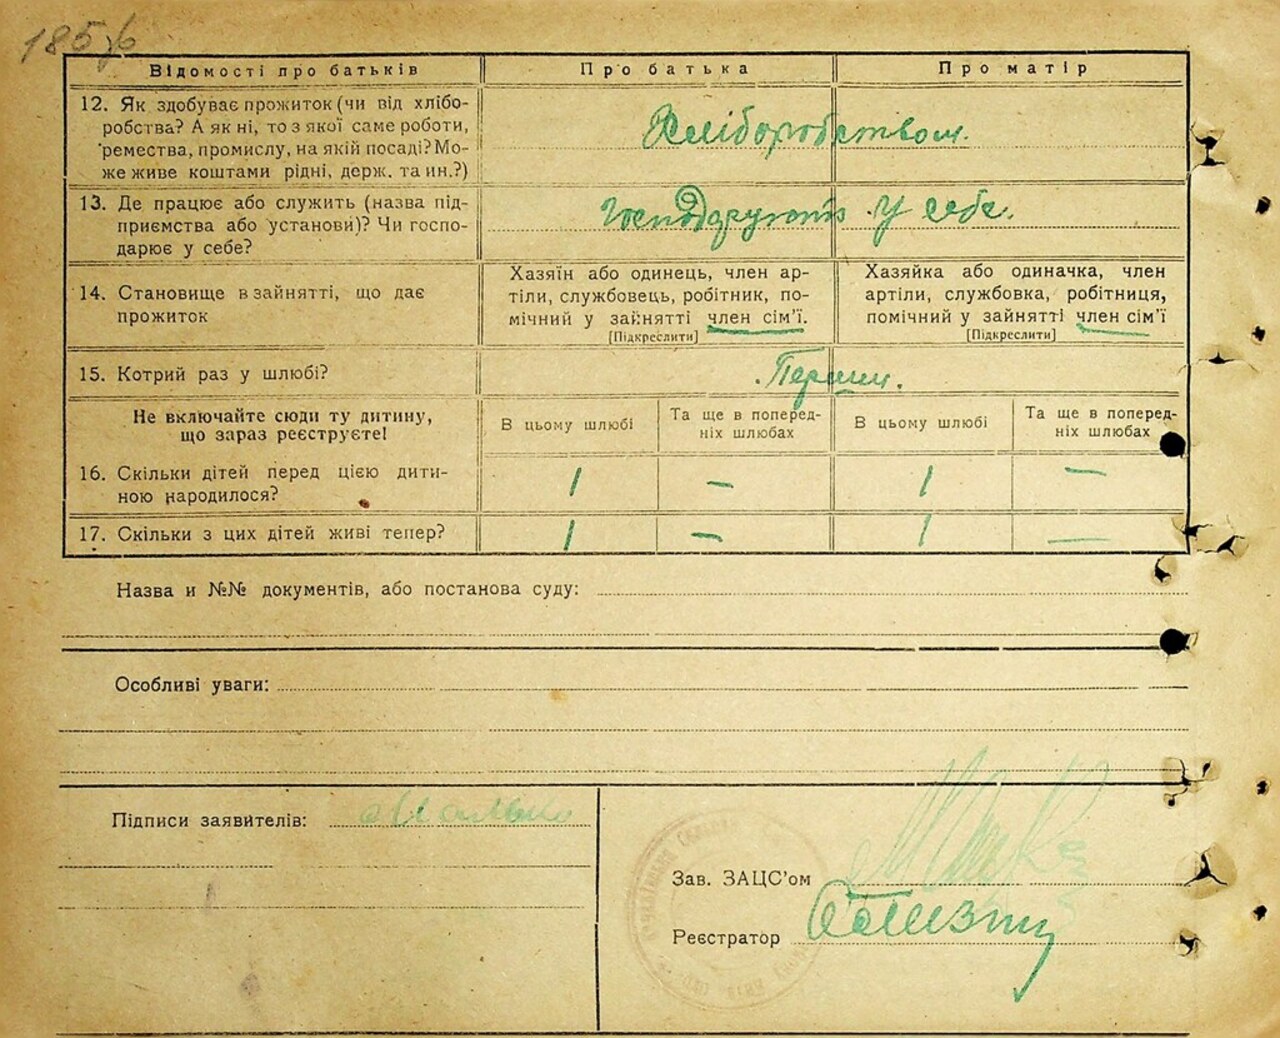 185
Відомості про батьків Про батька Про матір
12. Як здобуває прожиток (чи від хлібо-
робства? А як ні, то з якої саме роботи,
ремества, промислу, на якій посаді? Мо-
же живе коштами рідні, держ. та ин.?)
Хліборобством.
13. Де працює або служить (назва під-
приємства або установи)? Чи госпо-
дарює у себе?
Господарують у себе.
14. Становище в зайнятті, що дає
прожиток
Хазяїн або одинець, член ар-
тіли, службовець, робітник, по-
мічний у зайнятті член сім'ї.
[Підкреслити]
Хазяйка або одиначка, член
артіли, службовка, робітниця,
помічний у зайнятті член сім'ї
[Підкреслити]
15. Котрий раз у шлюбі?
Перший.
Не включайте сюди ту дитину,
що зараз реєструєте!
В цьому шлюбі
Та ще в поперед-
ніх шлюбах
В цьому шлюбі
Та ще в поперед-
ніх шлюбах
16. Скільки дітей перед цією дити-
ною народилося?
1 — 1 —
17. Скільки з цих дітей живі тепер?
1 — 1 —
Назва и №№ документів, або постанова суду:
Особливі уваги:
Підписи заявителів:
Зав. ЗАЦС'ом
Реєстратор